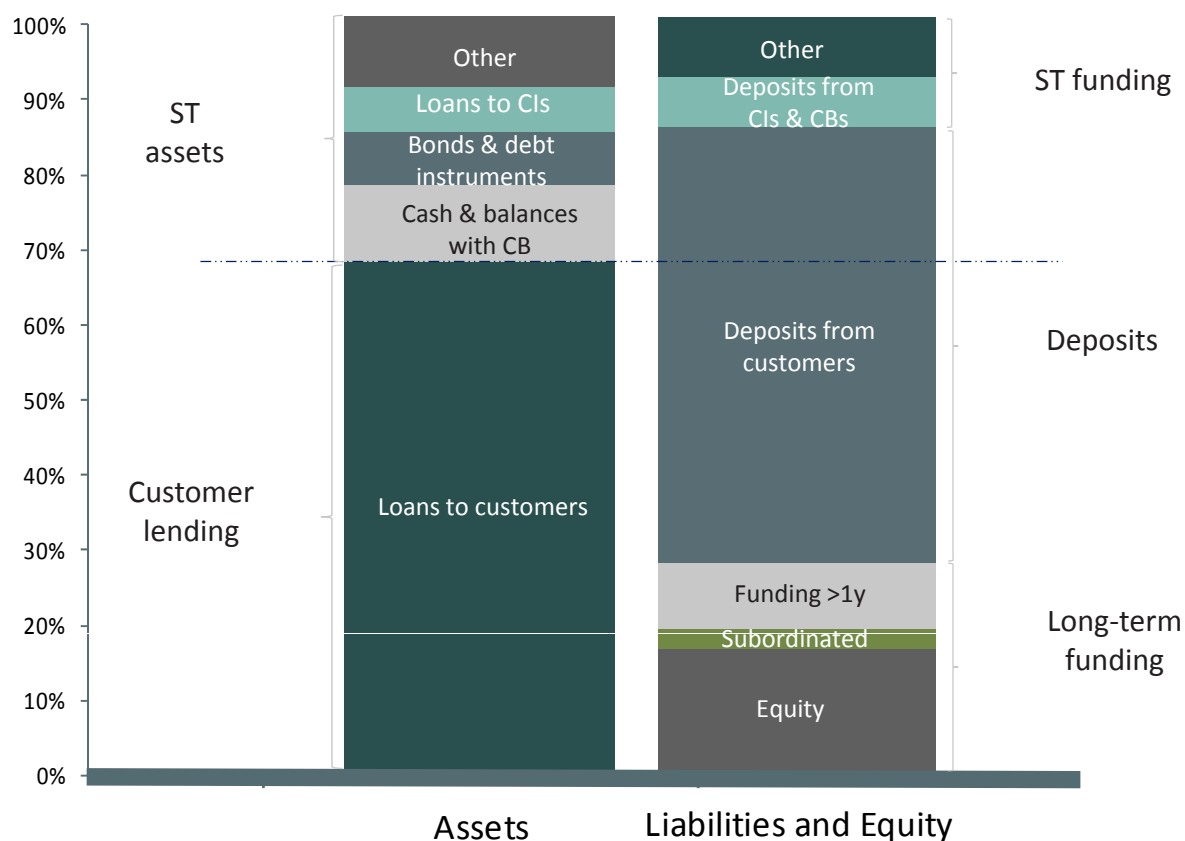 100%
90%
80%
70%
60%
50%
40%
30%
20%
10%
0%
ST
assets
Customer
lending
Other
Loans to CIs
Bonds & debt
instruments
Cash & balances
with CB
Loans to customers
Other
Deposits from
CIs & CBs
Deposits from
customers
Funding >1y
Subordinated
Equity
ST funding
Deposits
Long-term
funding
Assets
Liabilities and Equity